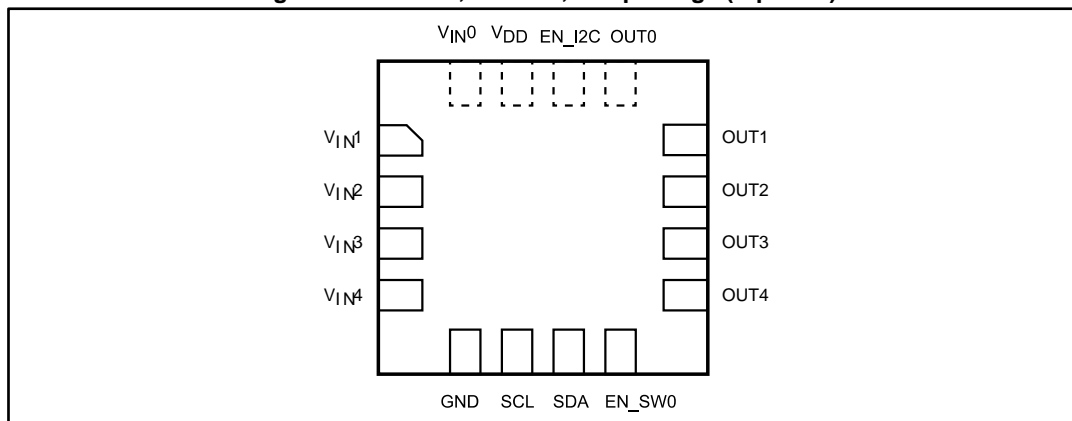 VIN0 VDD EN_I2C OUT0
VIN1 OUT1
VIN2 OUT2
VIN3 OUT3
VIN4 OUT4
GND SCL SDA EN_SW0